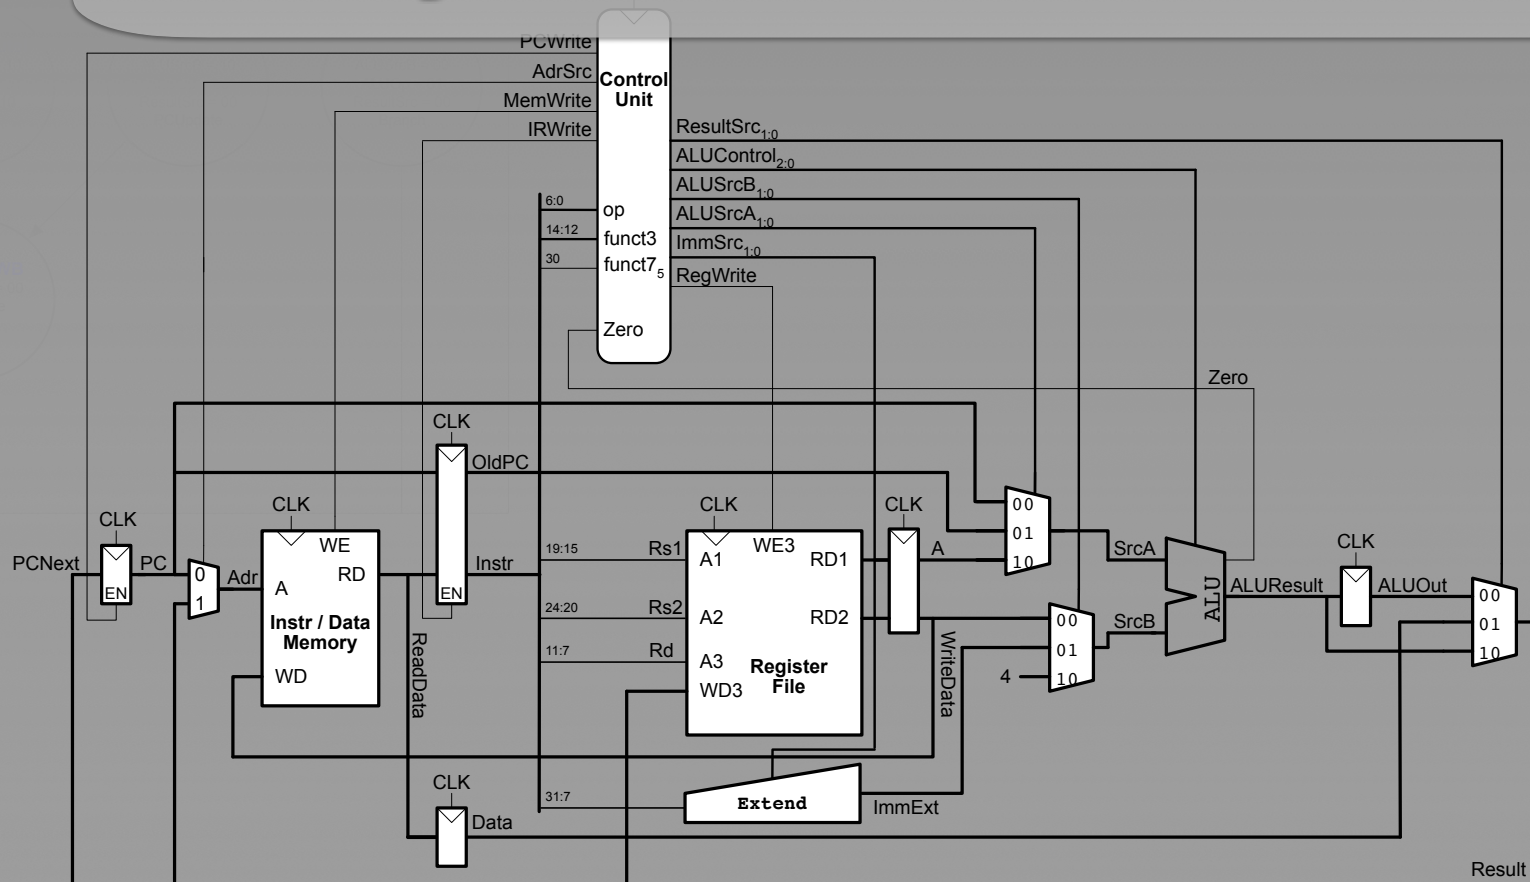 PCWrite
AdrSrc
MemWrite
IRWrite
Control
Unit
ResultSrc1:0
ALUControl2:0
ALUSrcB1:0
ALUSrcA1:0
ImmSrc1:0
RegWrite
6:0
op
14:12
funct3
30
funct75
Zero
Zero
CLK
OldPC
CLK
CLK
CLK
CLK
CLK
PCNext
PC
EN
0
1
Adr
WE
A
RD
Instr / Data
Memory
WD
ReadData
EN
Instr
19:15
Rs1
24:20
Rs2
11:7
Rd
A1
A2
A3
WD3
WE3
RD1
RD2
Register
File
A
WriteData
00
01
10
SrcA
00
01
10
4
SrcB
ALU
ALUResult
ALUOut
00
01
10
CLK
Data
31:7
Extend
ImmExt
Result